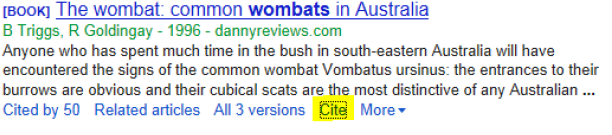 [BOOK] The wombat: common wombats in Australia
B Triggs, R Goldingay - 1996 - dannyreviews.com
Anyone who has spent much time in the bush in south-eastern Australia will have
encountered the signs of the common wombat Vombatus ursinus: the entrances to their
burrows are obvious and their cubical scats are the most distinctive of any Australian ...
Cited by 50 Related articles All 3 versions Cite More